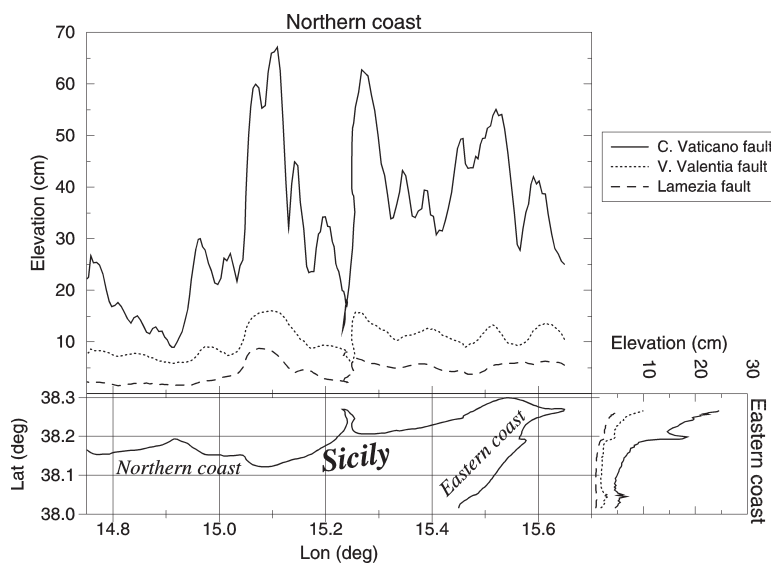 Northern coast
70
60
50
40
30
20
10
Elevation (cm)
C. Vaticano fault
V. Valentia fault
Lamezia fault
Elevation (cm)
10
20
30
Eastern coast
38.3
38.2
38.1
38.0
Lat (deg)
Northern coast
Sicily
Eastern coast
14.8
15.0
15.2
15.4
15.6
Lon (deg)